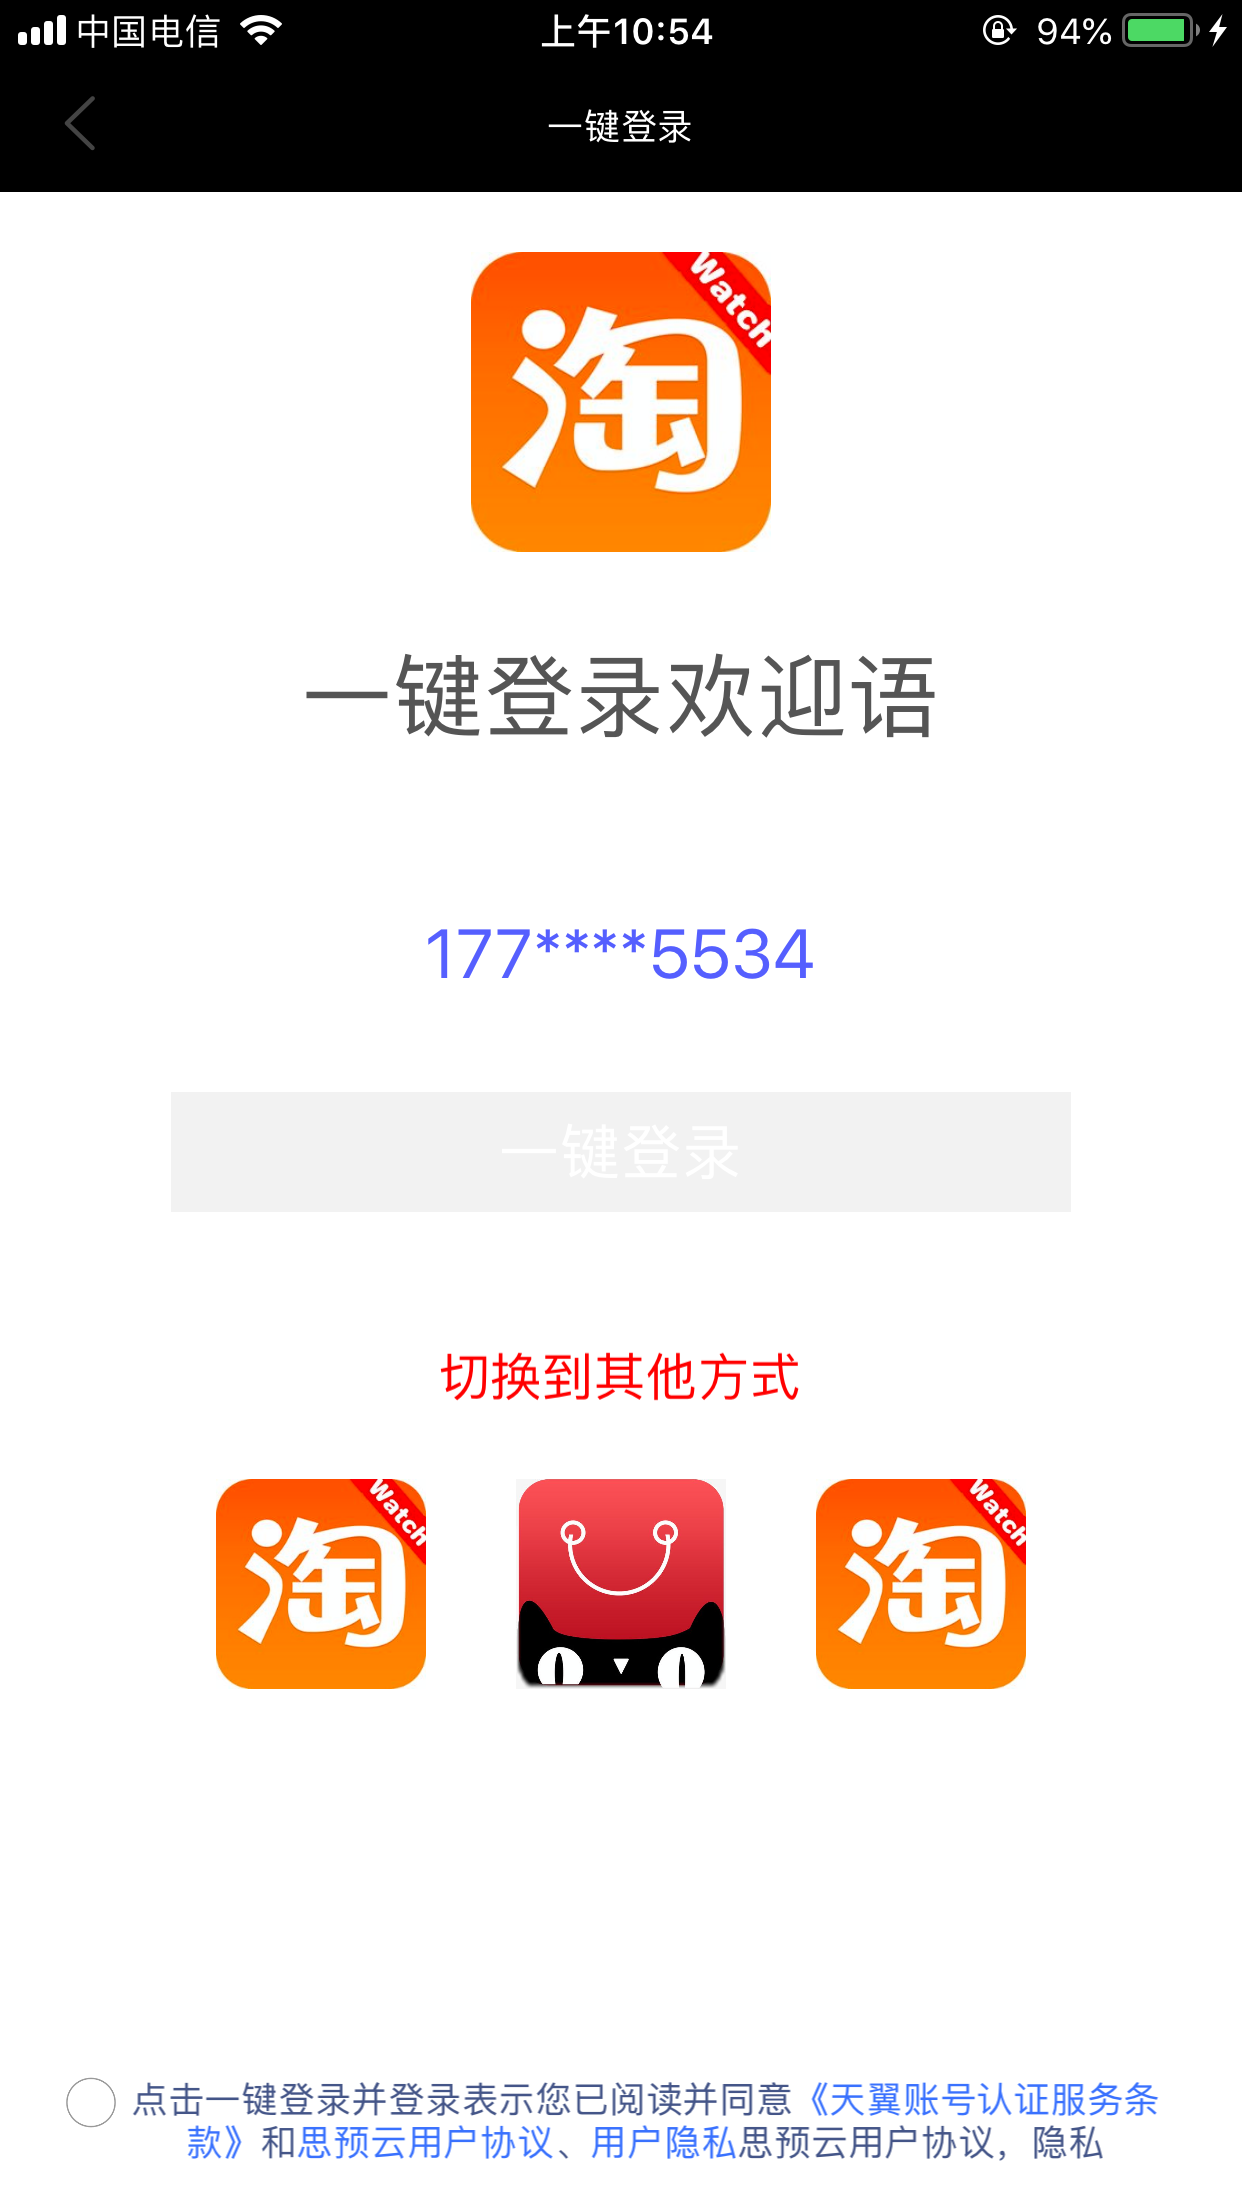 中国电信
上午10:54
94%
一键登录
淘
Watch
一键登录欢迎语
177****5534
一键登录
切换到其他方式
淘
Watch
淘
Watch
点击一键登录并登录表示您已阅读并同意《天翼账号认证服务条
款》和思预云用户协议、用户隐私思预云用户协议，隐私